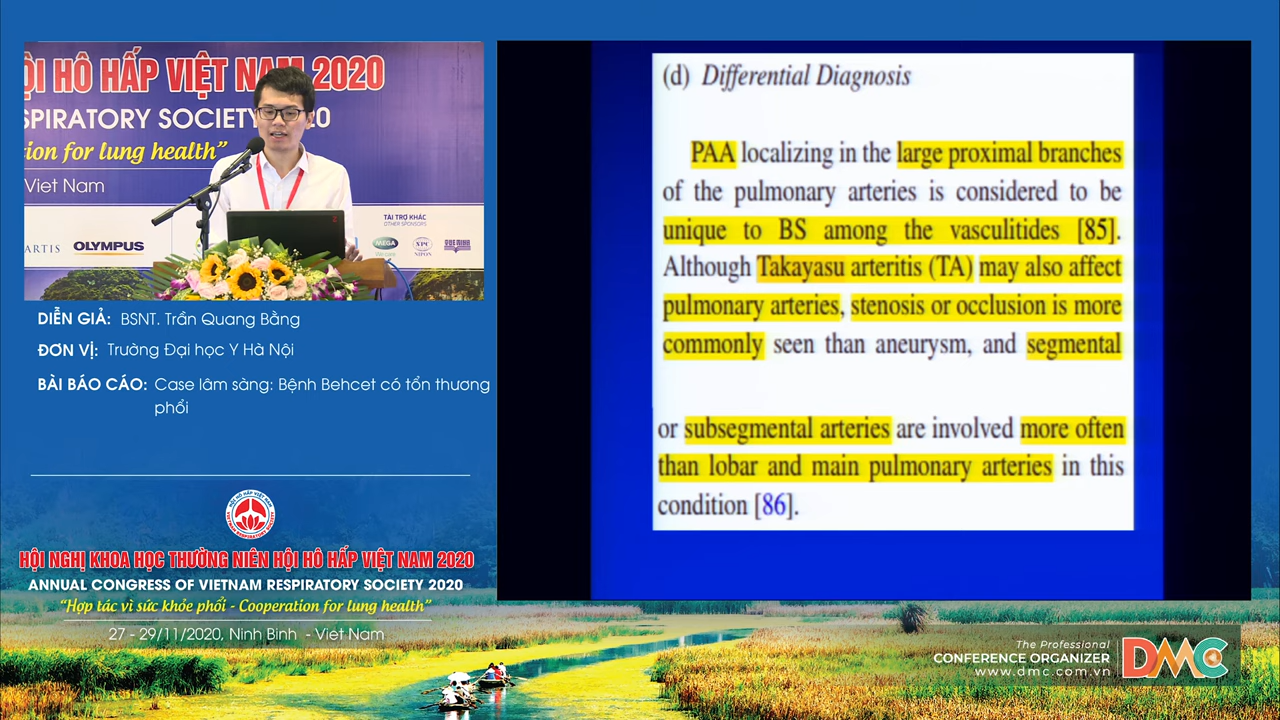 ỘI HÔ HẤP VIỆT NAM 2020
SPIRATORY SOCIETY 2020
ion for lung health”
Viet Nam
TÀI TRỢ KHÁC
OTHER SPONSORS
ARTIS
OLYMPUS
MEGA
NIPON
DIỄN GIẢ: BSNT. Trần Quang Bằng
ĐƠN VỊ: Trường Đại học Y Hà Nội
BÀI BÁO CÁO: Case lâm sàng: Bệnh Behcet có tổn thương
phổi
HỘI NGHỊ KHOA HỌC THƯỜNG NIÊN HỘI HÔ HẤP VIỆT NAM 2020
ANNUAL CONGRESS OF VIETNAM RESPIRATORY SOCIETY 2020
“Hợp tác vì sức khỏe phổi - Cooperation for lung health”
27 - 29/11/2020, Ninh Binh - Viet Nam
(d) Differential Diagnosis
PAA localizing in the large proximal branches
of the pulmonary arteries is considered to be
unique to BS among the vasculitides [85].
Although Takayasu arteritis (TA) may also affect
pulmonary arteries, stenosis or occlusion is more
commonly seen than aneurysm, and segmental
or subsegmental arteries are involved more often
than lobar and main pulmonary arteries in this
condition [86].
The Professional
CONFERENCE ORGANIZER
www.dmc.com.vn
DMC